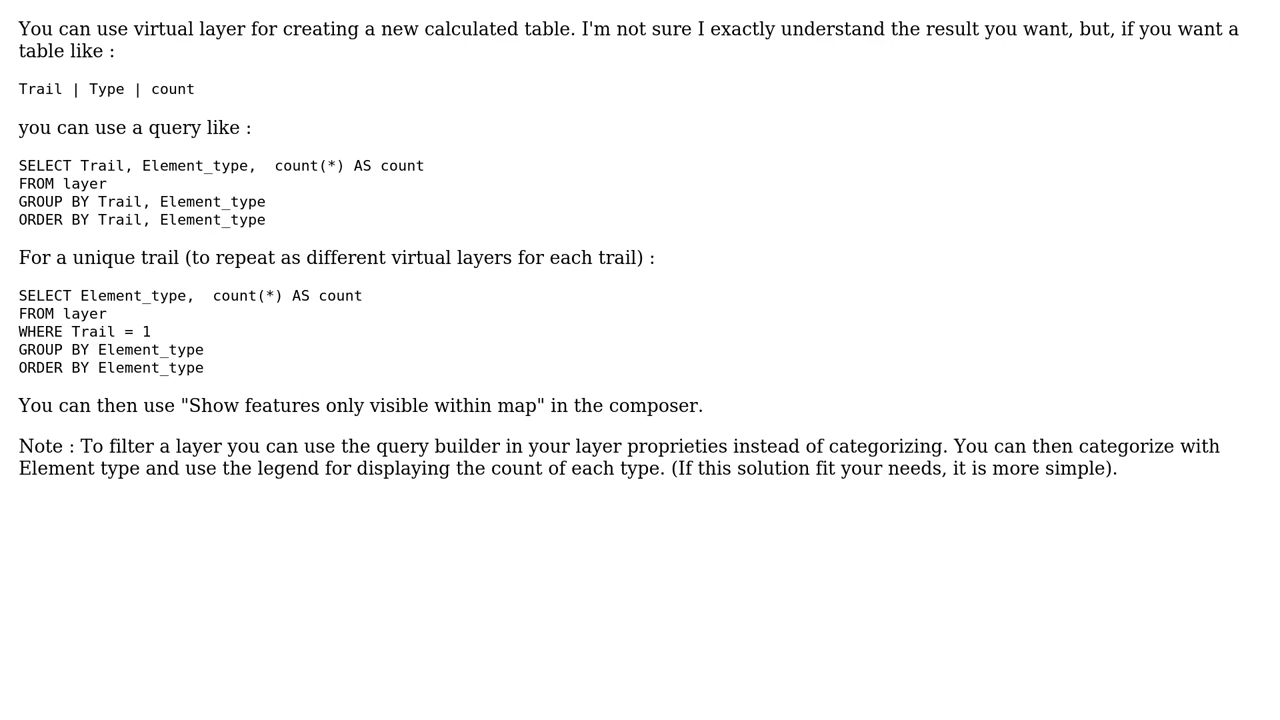 You can use virtual layer for creating a new calculated table. I'm not sure I exactly understand the result you want, but, if you want a
table like :
Trail | Type | count
you can use a query like :
SELECT Trail, Element_type,  count(*) AS count
FROM layer
GROUP BY Trail, Element_type
ORDER BY Trail, Element_type
For a unique trail (to repeat as different virtual layers for each trail) :
SELECT Element_type,  count(*) AS count
FROM layer
WHERE Trail = 1
GROUP BY Element_type
ORDER BY Element_type
You can then use "Show features only visible within map" in the composer.
Note : To filter a layer you can use the query builder in your layer proprieties instead of categorizing. You can then categorize with
Element type and use the legend for displaying the count of each type. (If this solution fit your needs, it is more simple).